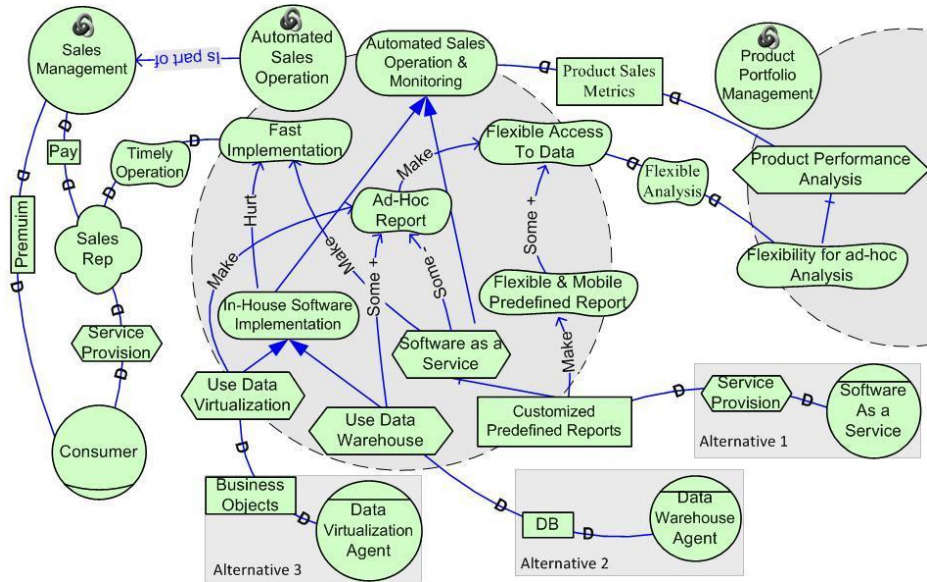 Sales
Management
Is part of
Automated
Sales
Operation
Automated Sales
Operation &
Monitoring
D
Product Sales
Metrics
D
Product
Portfolio
Management
D
Pay
D
Premuim
D
D
Timely
Operation
D
Fast
Implementation
Make
Flexible Access
To Data
D
Flexible
Analysis
D
Product Performance
Analysis
Sales
Rep
D
Hurt
Ad-Hoc
Report
Make
Make
Some +
Some -
Some +
Flexibility for ad-hoc
Analysis
In-House Software
Implementation
Flexible & Mobile
Predefined Report
Service
Provision
D
Software as a
Service
Make
Use Data
Virtualization
Use Data
Warehouse
Customized
Predefined Reports
D
Service
Provision
D
Software
As a
Service
Alternative 1
Consumer
D
Business
Objects
D
Data
Virtualization
Agent
Alternative 3
D
DB
D
Data
Warehouse
Agent
Alternative 2